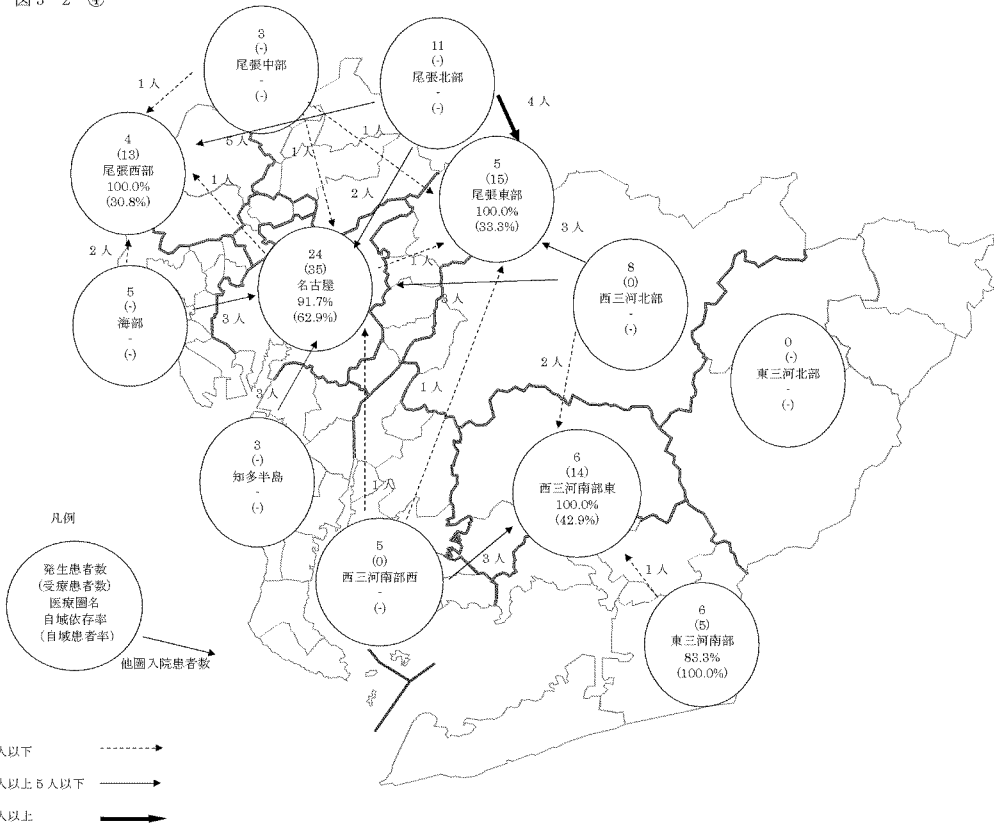 図3－2－④
3
(-)
尾張中部
-
(-)
11
(-)
尾張北部
-
(-)
1人
4人
4
(13)
尾張西部
100.0%
(30.8%)
5人
1人
1人
5
(15)
尾張東部
100.0%
(33.3%)
1人
2人
3人
2人
24
(35)
名古屋
91.7%
(62.9%)
1人
8
(0)
西三河北部
-
(-)
5
(-)
海部
-
(-)
3人
3人
0
(-)
東三河北部
-
(-)
2人
1人
3人
3
(-)
知多半島
-
(-)
6
(14)
西三河南部東
100.0%
(42.9%)
1人
5
(0)
西三河南部西
-
(-)
3人
1人
6
(5)
東三河南部
83.3%
(100.0%)
凡例
発生患者数
(受療患者数)
医療圏名
自域依存率
(自域患者率)
他圏入院患者数
人以下
人以上5人以下
人以上